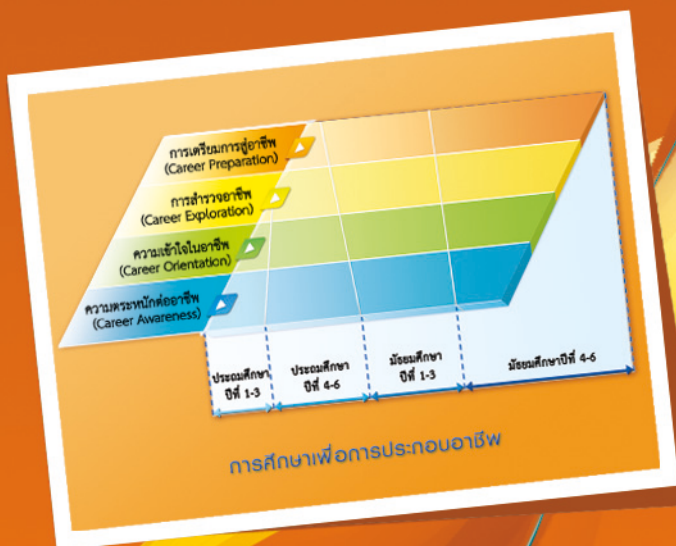 การเตรียมการสู่อาชีพ
(Career Preparation)
การสำรวจอาชีพ
(Career Exploration)
ความเข้าใจในอาชีพ
(Career Orientation)
ความตระหนักต่ออาชีพ
(Career Awareness)
ประถมศึกษา
ปีที่ 1-3
ประถมศึกษา
ปีที่ 4-6
มัธยมศึกษา
ปีที่ 1-3
มัธยมศึกษาปีที่ 4-6
การศึกษาเพื่อการประกอบอาชีพ